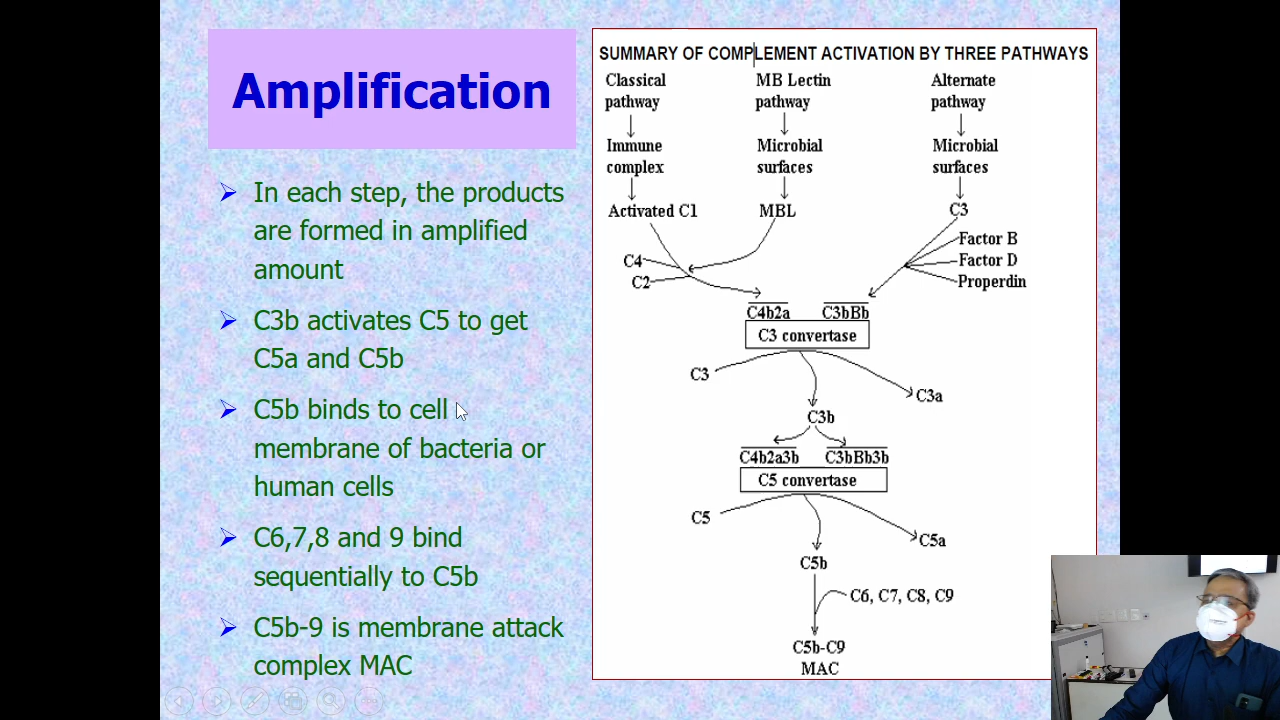 Amplification
In each step, the products
are formed in amplified
amount
C3b activates C5 to get
C5a and C5b
C5b binds to cell
membrane of bacteria or
human cells
C6,7,8 and 9 bind
sequentially to C5b
C5b-9 is membrane attack
complex MAC
SUMMARY OF COMPLEMENT ACTIVATION BY THREE PATHWAYS
Classical
pathway
MB Lectin
pathway
Alternate
pathway
Immune
complex
Microbial
surfaces
Microbial
surfaces
Activated C1
MBL
C3
C4
C2
Factor B
Factor D
Properdin
C4b2a
C3bBb
C3 convertase
C3
C3a
C3b
C4b2a3b
C3bBb3b
C5 convertase
C5
C5a
C5b
C6, C7, C8, C9
C5b-C9
MAC